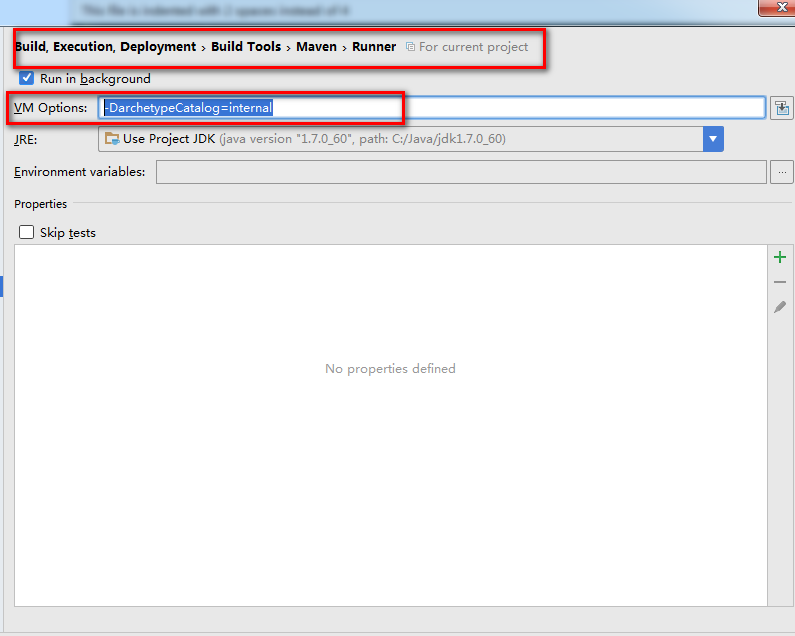 This file is indented with 2 spaces instead of 4
Build, Execution, Deployment › Build Tools › Maven › Runner For current project
Run in background
VM Options: -DarchetypeCatalog=internal
JRE: Use Project JDK (java version "1.7.0_60", path: C:/Java/jdk1.7.0_60)
Environment variables: ...
Properties
Skip tests
No properties defined